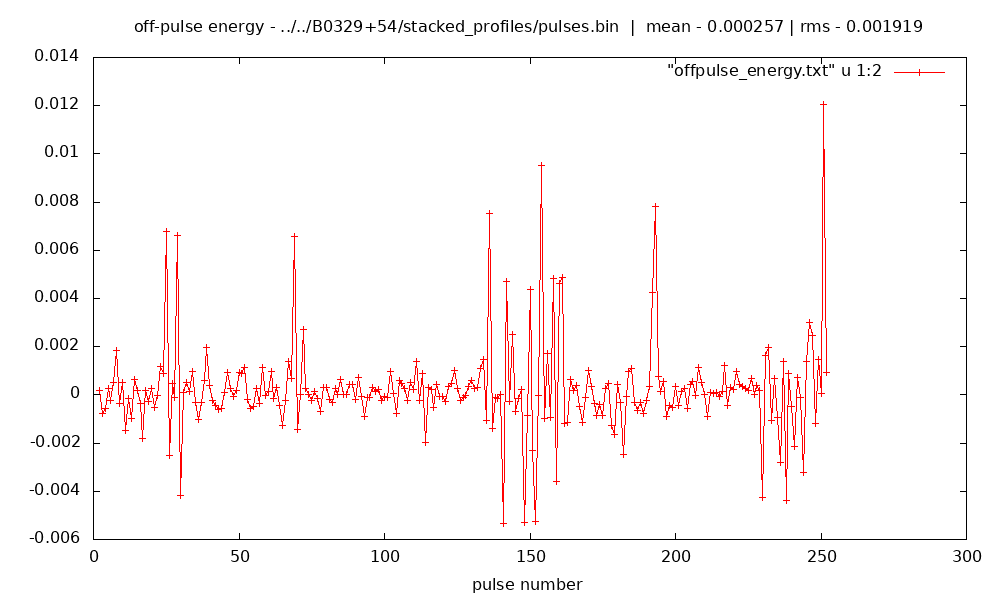 off-pulse energy - ../../B0329+54/stacked_profiles/pulses.bin | mean - 0.000257 | rms - 0.001919
"offpulse_energy.txt" u 1:2
0.014
0.012
0.01
0.008
0.006
0.004
0.002
0
-0.002
-0.004
-0.006
0 50 100 150 200 250 300
pulse number